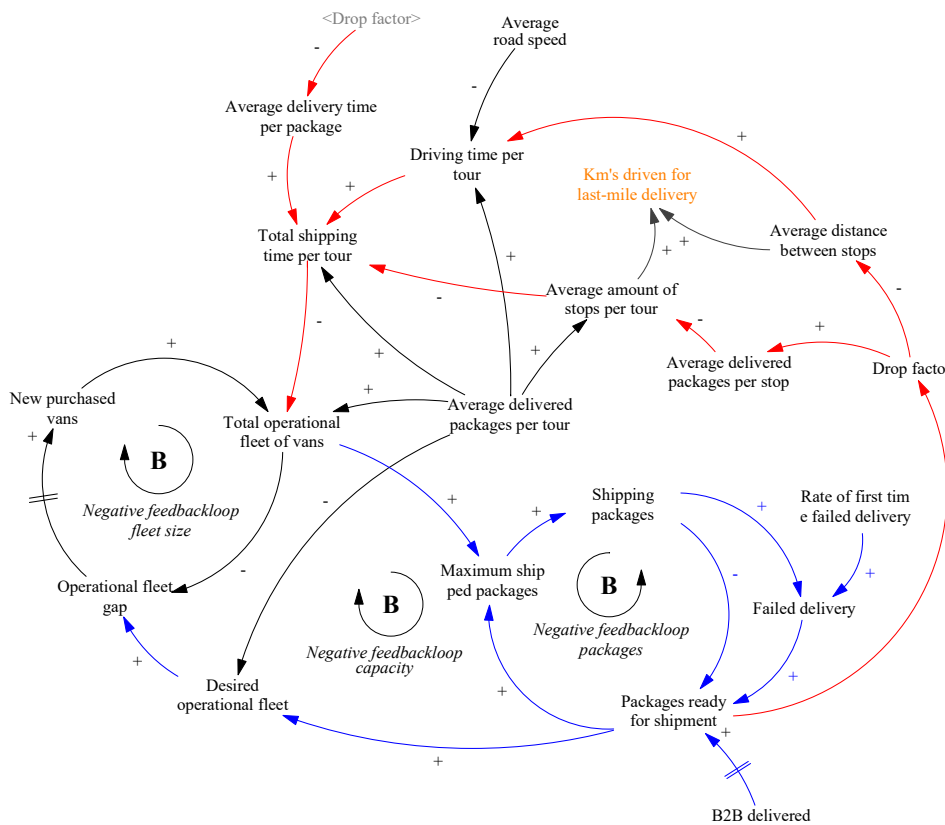 <Drop factor>
Average
road speed
-
-
Average delivery time
per package
+
Driving time per
tour
+
+
Km's driven for
last-mile delivery
Total shipping
time per tour
Average distance
between stops
+
+
+
-
Average amount of
stops per tour
-
-
-
+
Average delivered
packages per stop
Drop factor
+
+
+
+
New purchased
vans
Average delivered
packages per tour
Total operational
fleet of vans
+
B
Negative feedbackloop
fleet size
-
+
Shipping
packages
Rate of first tim
e failed delivery
+
+
-
Operational fleet
gap
Maximum ship
ped packages
B
B
-
+
Failed delivery
Negative feedbackloop
capacity
Negative feedbackloop
packages
+
Desired
operational fleet
+
+
Packages ready
for shipment
+
+
B2B delivered